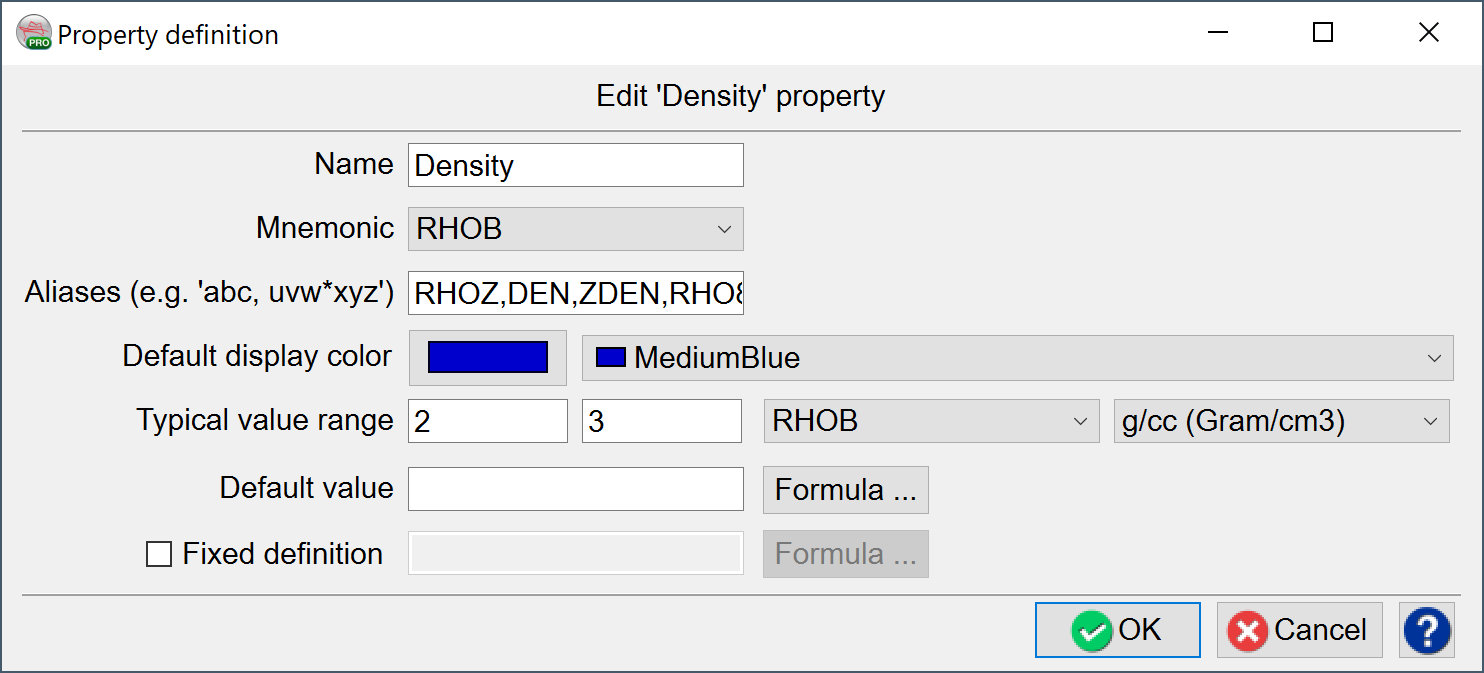 PRO Property definition
Edit 'Density' property
Name Density
Mnemonic RHOB
Aliases (e.g. 'abc, uvw*xyz') RHOZ,DEN,ZDEN,RHO8
Default display color MediumBlue
Typical value range 2 3 RHOB g/cc (Gram/cm3)
Default value Formula ...
Fixed definition Formula ...
OK Cancel ?